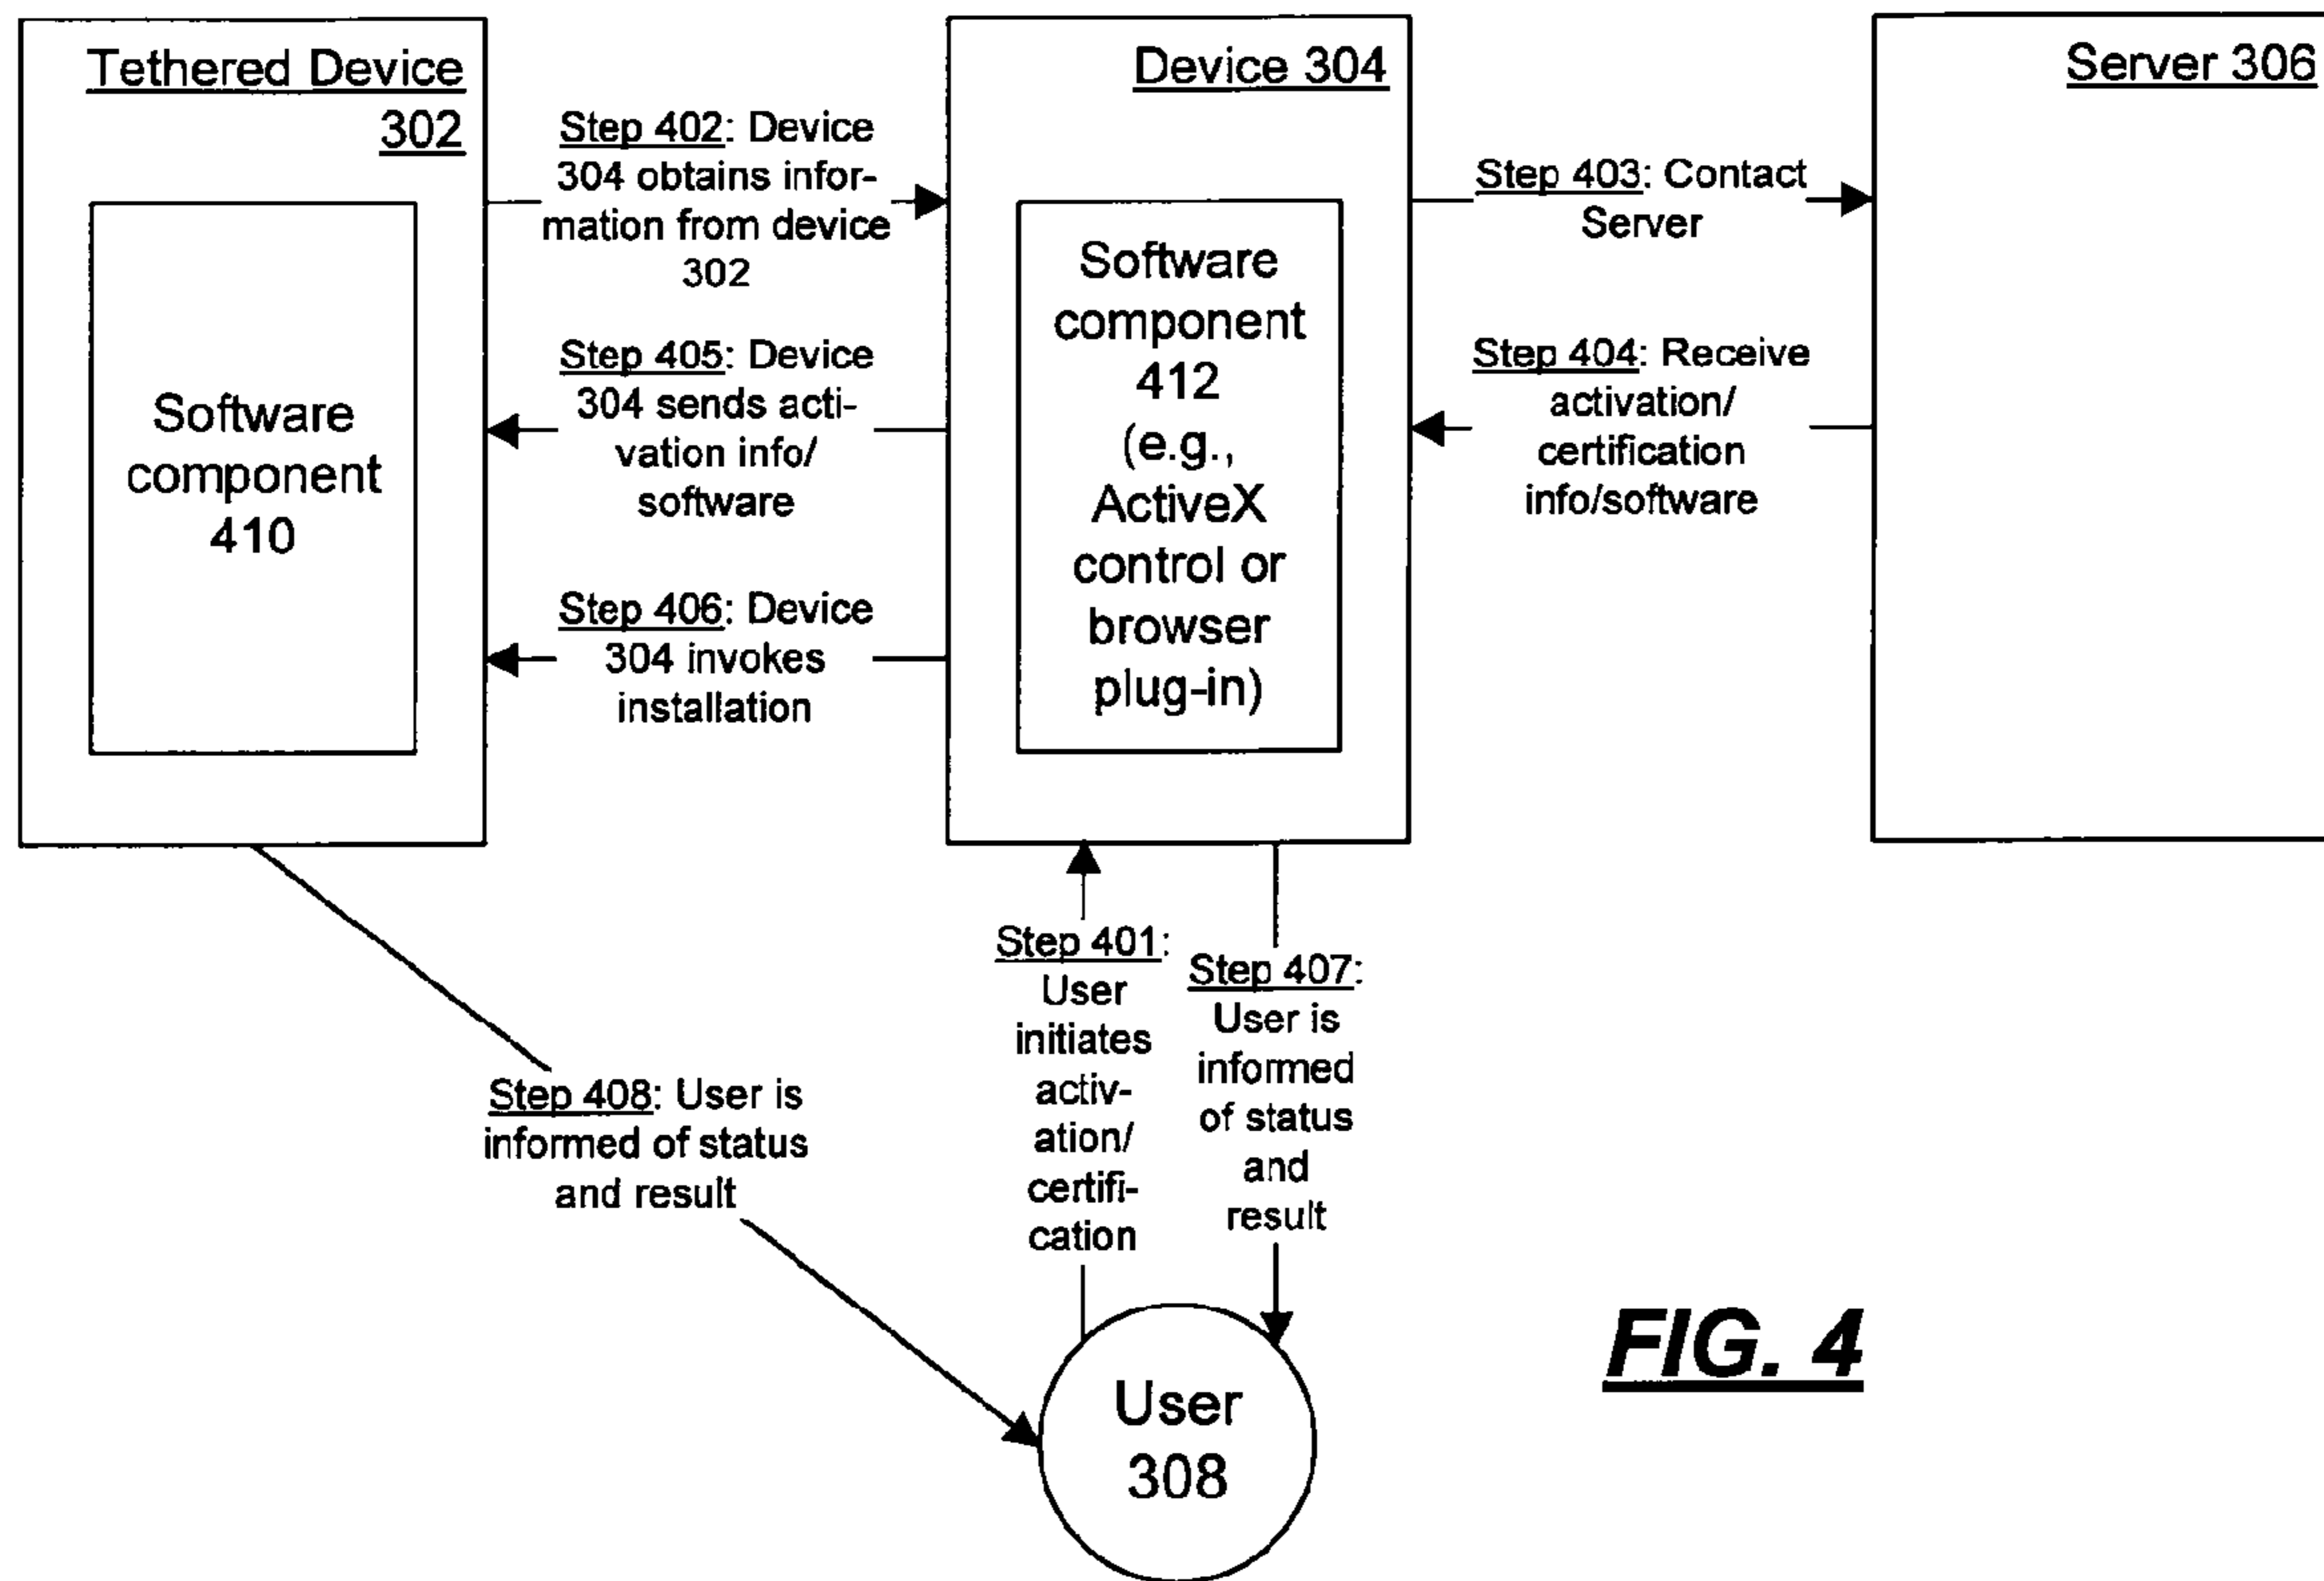 Tethered Device
302
Software
component
410
Step 402: Device
304 obtains infor-
mation from device
302
Step 405: Device
304 sends acti-
vation info/
software
Step 406: Device
304 invokes
installation
Device 304
Software
component
412
(e.g.,
ActiveX
control or
browser
plug-in)
Step 403: Contact
Server
Step 404: Receive
activation/
certification
info/software
Server 306
Step 401:
User
initiates
activ-
ation/
certifi-
cation
Step 407:
User is
informed
of status
and
result
Step 408: User is
informed of status
and result
User
308
FIG. 4